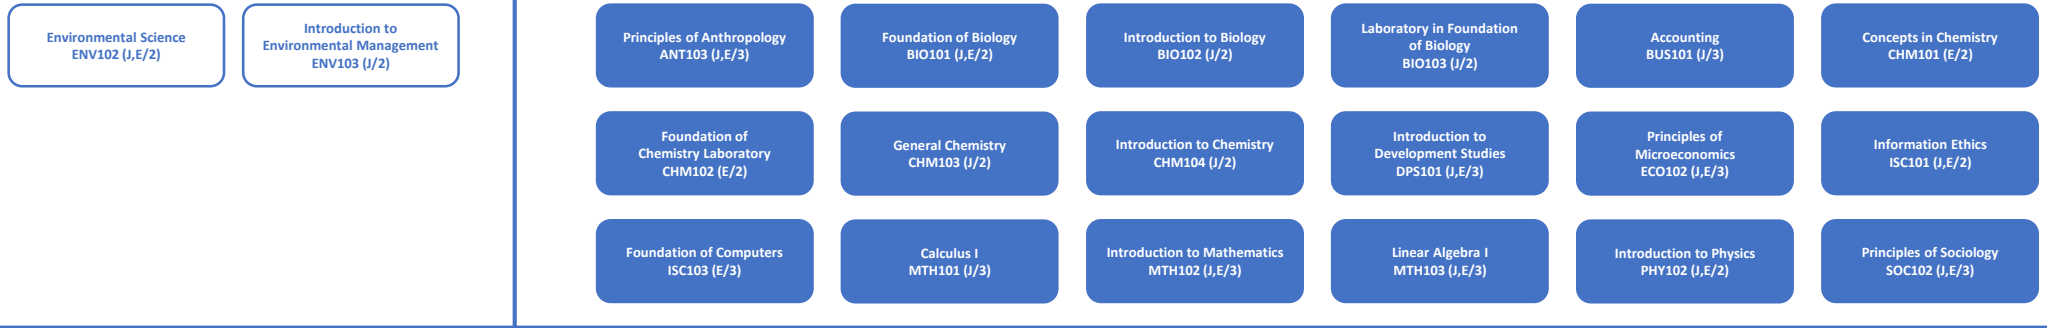 Environmental Science
ENV102 (J,E/2)
Introduction to
Environmental Management
ENV103 (J/2)
Principles of Anthropology
ANT103 (J,E/3)
Foundation of Biology
BIO101 (J,E/2)
Introduction to Biology
BIO102 (J/2)
Laboratory in Foundation
of Biology
BIO103 (J/2)
Accounting
BUS101 (J/3)
Concepts in Chemistry
CHM101 (E/2)
Foundation of
Chemistry Laboratory
CHM102 (E/2)
General Chemistry
CHM103 (J/2)
Introduction to Chemistry
CHM104 (J/2)
Introduction to
Development Studies
DPS101 (J,E/3)
Principles of
Microeconomics
ECO102 (J,E/3)
Information Ethics
ISC101 (J,E/2)
Foundation of Computers
ISC103 (E/3)
Calculus I
MTH101 (J/3)
Introduction to Mathematics
MTH102 (J,E/3)
Linear Algebra I
MTH103 (J,E/3)
Introduction to Physics
PHY102 (J,E/2)
Principles of Sociology
SOC102 (J,E/3)